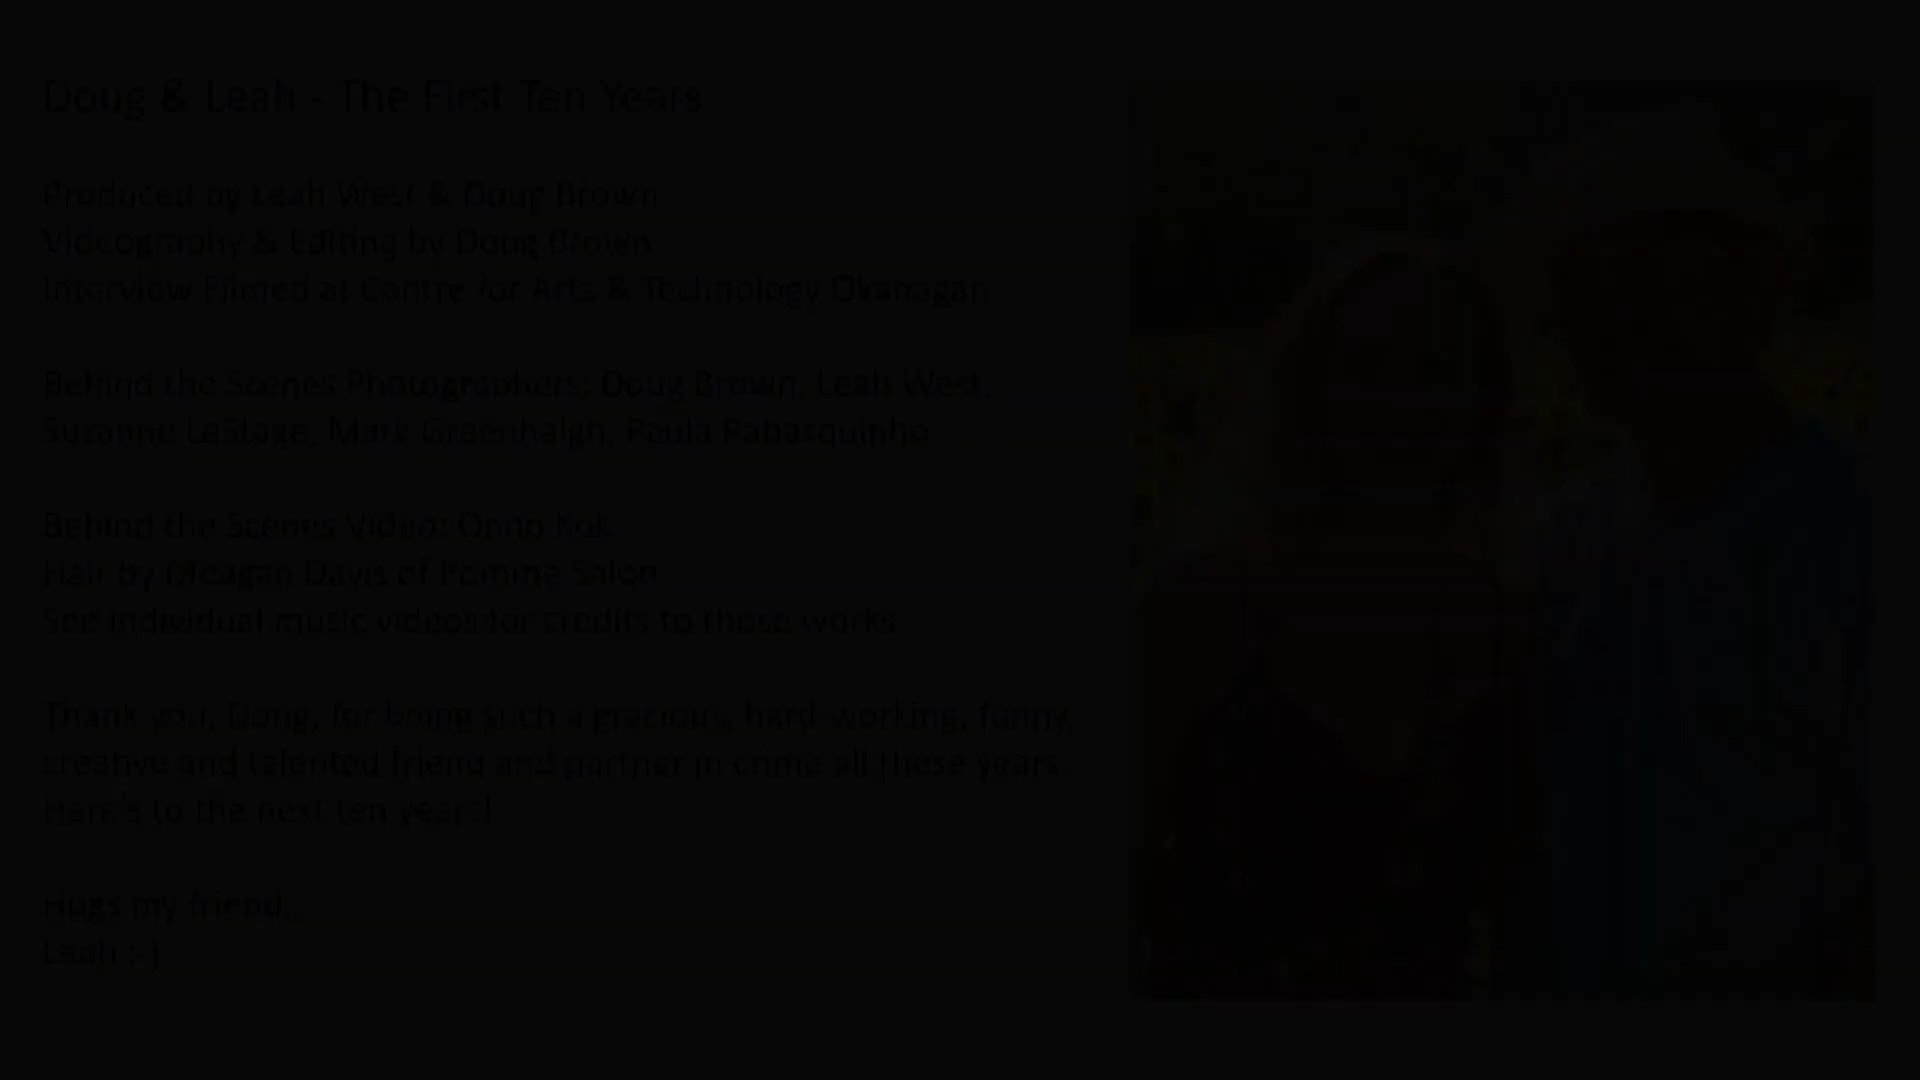 Doug & Leah - The First Ten Years
Produced by Leah West & Doug Brown
Videography & Editing by Doug Brown
Interview Filmed at Centre for Arts & Technology Okanagan
Behind the Scenes Photographers: Doug Brown, Leah West,
Suzanne LeStage, Mark Greenhalgh, Paula
Behind the Scenes Video: Onno Kok
Hair by Meagan Davis of Pomme Salon
See individual music videos for credits to those works
Thank you, Doug, for being such a gracious, hard-working, funny,
creative and talented friend and partner in crime all these years.
Here's to the next ten years!
Hugs my friend,
Leah :-)